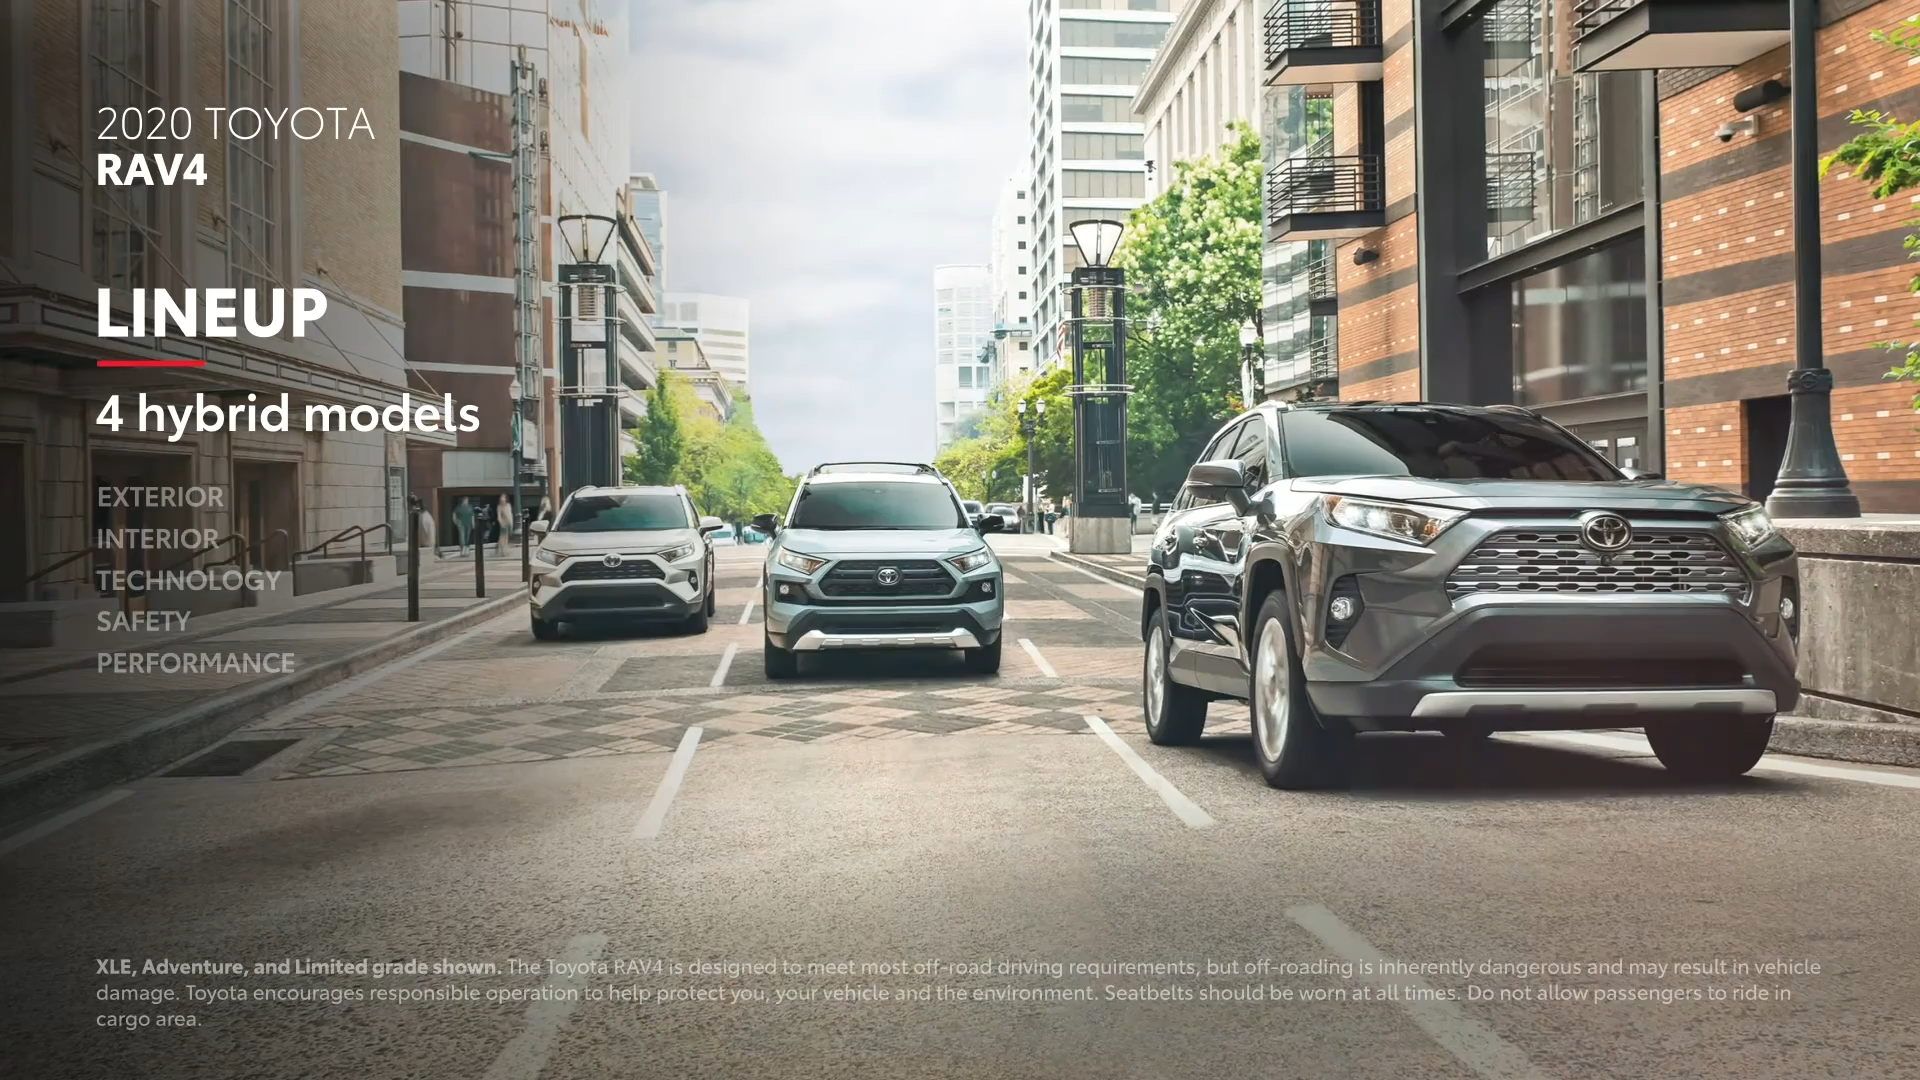 2020 TOYOTA
RAV4
LINEUP
4 hybrid models
EXTERIOR
INTERIOR
TECHNOLOGY
SAFETY
PERFORMANCE
XLE, Adventure, and Limited grade shown. The Toyota RAV4 is designed to meet most off-road driving requirements, but off-roading is inherently dangerous and may result in vehicle
damage. Toyota encourages responsible operation to help protect you, your vehicle and the environment. Seatbelts should be worn at all times. Do not allow passengers to ride in
cargo area.